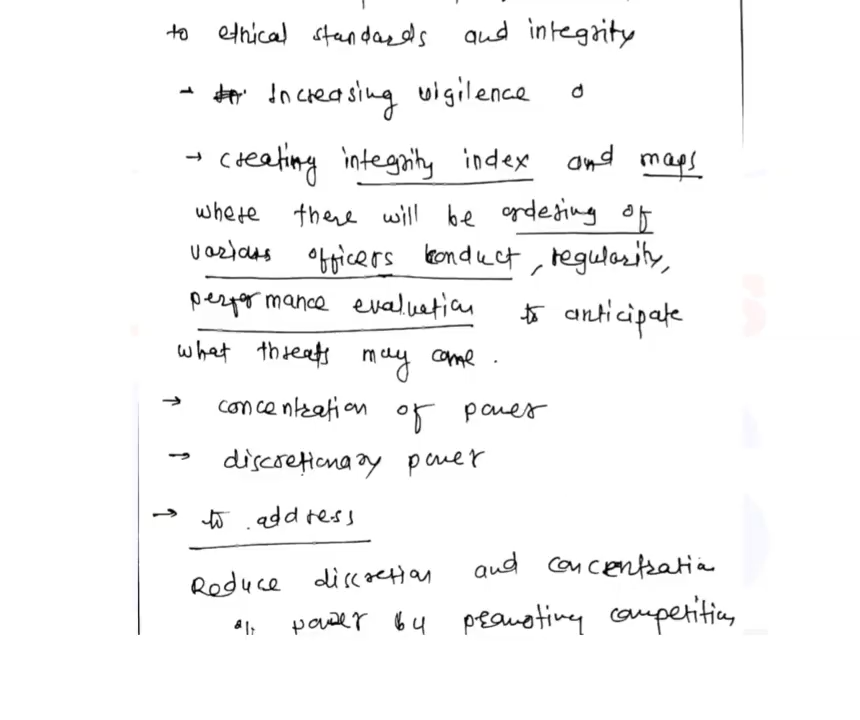 to ethical standards and integrity
→ Increasing vigilence
→ creating integrity index and maps
where there will be ordering of
various officers conduct, regularity,
performance evaluation to anticipate
what threats may come.
→ concentration of power
→ discretionary power
→ to address
Reduce discretion and concentratio
power by promoting competition,